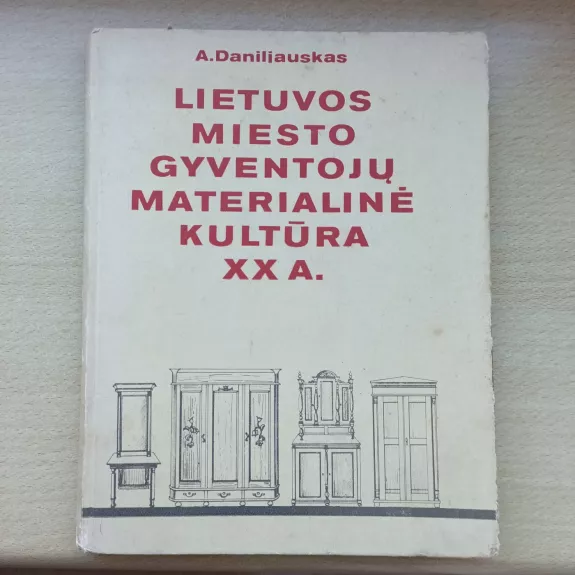 A.Daniliauskas
LIETUVOS
MIESTO
GYVENTOJŲ
MATERIALINĖ
KULTŪRA
XX A.